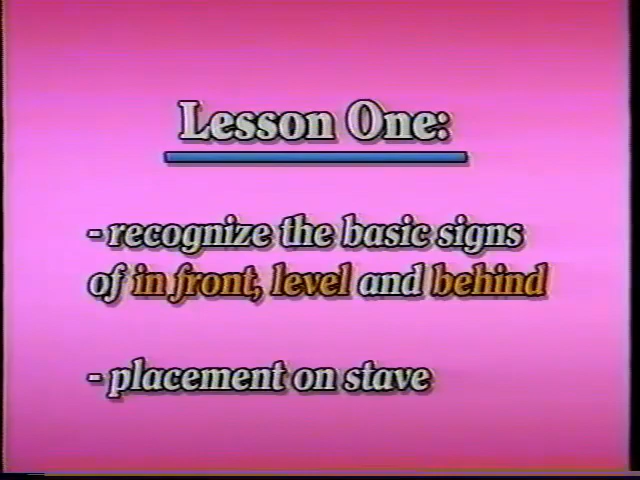 Lesson One:
- recognize the basic signs
of in front, level and behind
- placement on stave